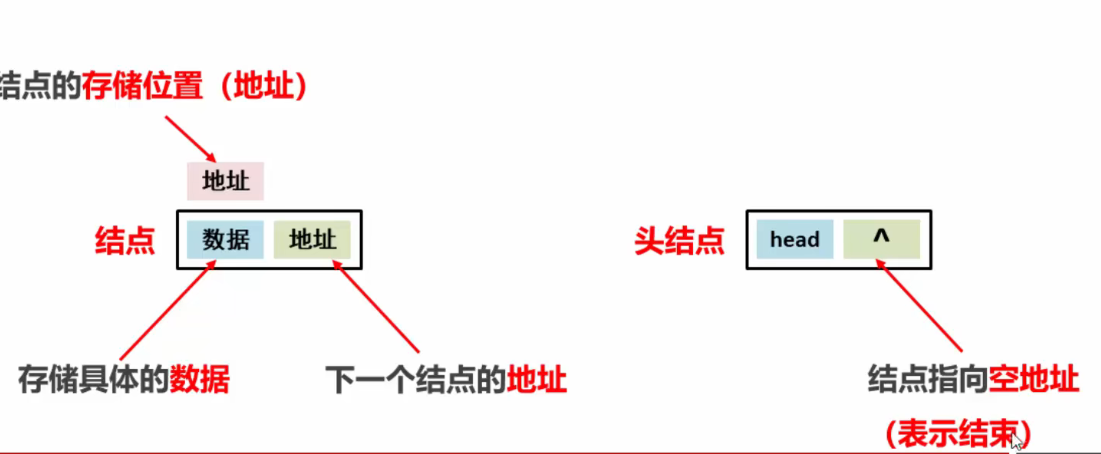 结点的存储位置（地址）
地址
结点 数据 地址
头结点 head ^
存储具体的数据
下一个结点的地址
结点指向空地址
（表示结束）